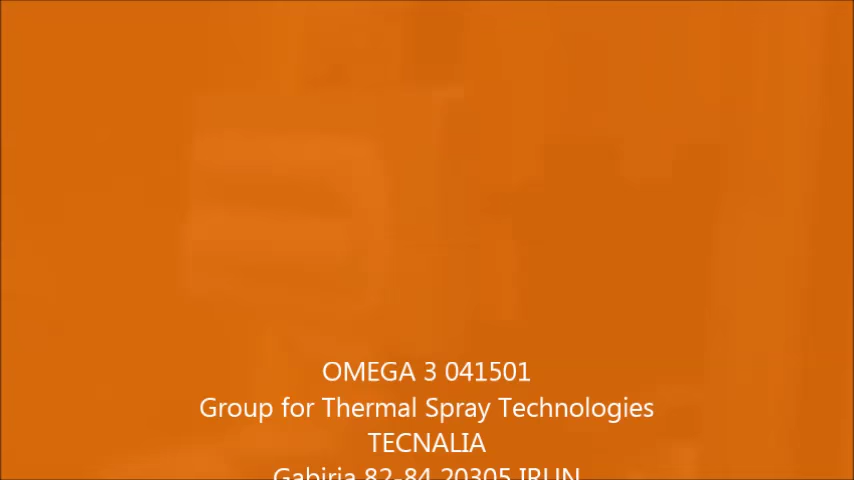 OMEGA 3 041501
Group for Thermal Spray Technologies
TECNALIA
Gabiria 82-84 20305 IRUN